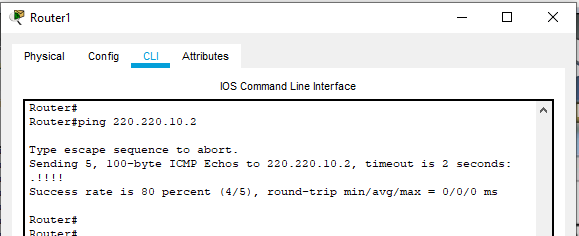 Router1
Physical Config CLI Attributes
IOS Command Line Interface
Router#
Router#ping 220.220.10.2
Type escape sequence to abort.
Sending 5, 100-byte ICMP Echos to 220.220.10.2, timeout is 2 seconds:
.!!!!
Success rate is 80 percent (4/5), round-trip min/avg/max = 0/0/0 ms
Router#
Router#